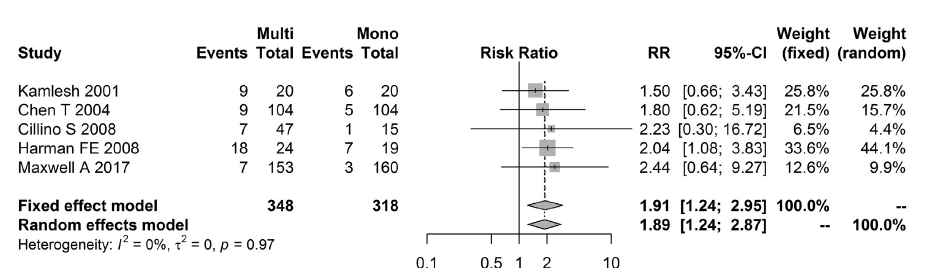 Multi Mono Weight Weight
Study Events Total Events Total Risk Ratio RR 95%-CI (fixed) (random)
Kamlesh 2001 9 20 6 20 1.50 [0.66; 3.43] 25.8% 25.8%
Chen T 2004 9 104 5 104 1.80 [0.62; 5.19] 21.5% 15.7%
Cillino S 2008 7 47 1 15 2.23 [0.30; 16.72] 6.5% 4.4%
Harman FE 2008 18 24 7 19 2.04 [1.08; 3.83] 33.6% 44.1%
Maxwell A 2017 7 153 3 160 2.44 [0.64; 9.27] 12.6% 9.9%
Fixed effect model 348 318 1.91 [1.24; 2.95] 100.0% --
Random effects model 1.89 [1.24; 2.87] -- 100.0%
Heterogeneity: I² = 0%, τ² = 0, p = 0.97
0.1 0.5 1 2 10